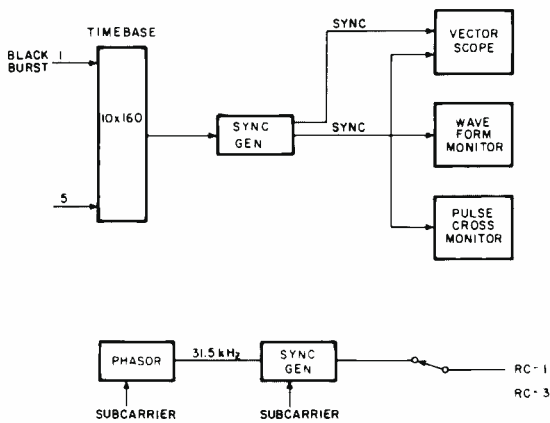 TIMEBASE
BLACK
BURST
1
10x160
5
SYNC
GEN
SYNC
SYNC
VECTOR
SCOPE
WAVE
FORM
MONITOR
PULSE
CROSS
MONITOR
PHASOR
31.5 kHz
SYNC
GEN
SUBCARRIER
SUBCARRIER
RC-1
RC-3